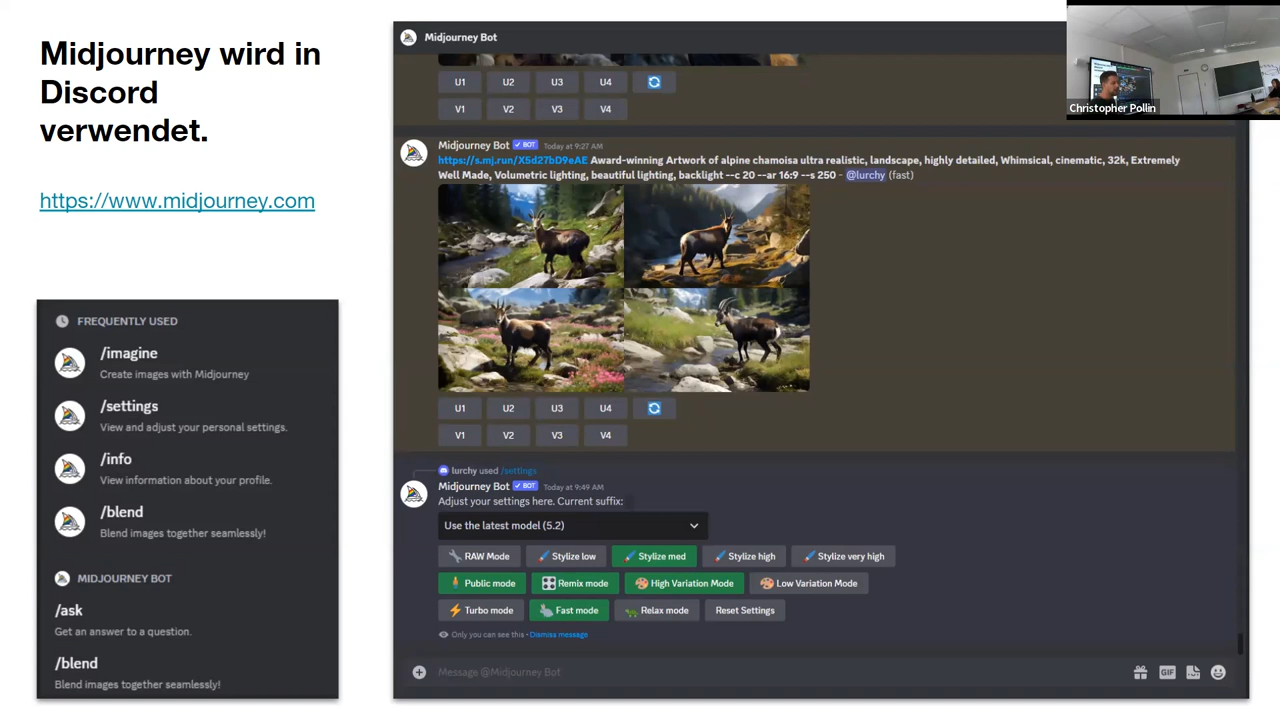 Midjourney wird in
Discord
verwendet.
https://www.midjourney.com
FREQUENTLY USED
/imagine
Create images with Midjourney
/settings
View and adjust your personal settings.
/info
View information about your profile.
/blend
Blend images together seamlessly!
MIDJOURNEY BOT
/ask
Get an answer to a question.
/blend
Blend images together seamlessly!
Midjourney Bot
U1 U2 U3 U4
V1 V2 V3 V4
Midjourney Bot BOT Today at 9:27 AM
https://s.mj.run/X5d27bD9eAE Award-winning Artwork of alpine chamoisa ultra realistic, landscape, highly detailed, Whimsical, cinematic, 32k, Extremely
Well Made, Volumetric lighting, beautiful lighting, backlight --c 20 --ar 16:9 --s 250 - @lurchy (fast)
U1 U2 U3 U4
V1 V2 V3 V4
lurchy used /settings
Midjourney Bot BOT Today at 9:49 AM
Adjust your settings here. Current suffix:
Use the latest model (5.2)
RAW Mode Stylize low Stylize med Stylize high Stylize very high
Public mode Remix mode High Variation Mode Low Variation Mode
Turbo mode Fast mode Relax mode Reset Settings
Only you can see this • Dismiss message
Message @Midjourney Bot
GIF
Christopher Pollin